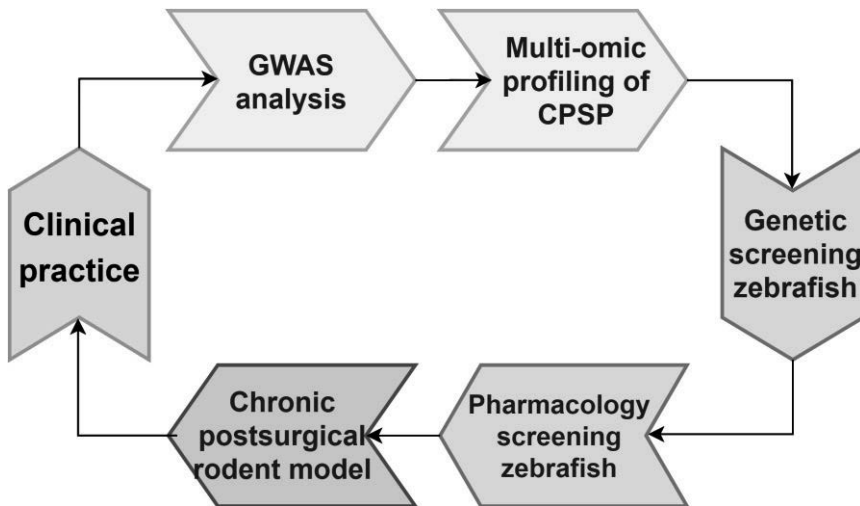 GWAS
analysis
Multi-omic
profiling of
CPSP
Genetic
screening
zebrafish
Pharmacology
screening
zebrafish
Chronic
postsurgical
rodent model
Clinical
practice